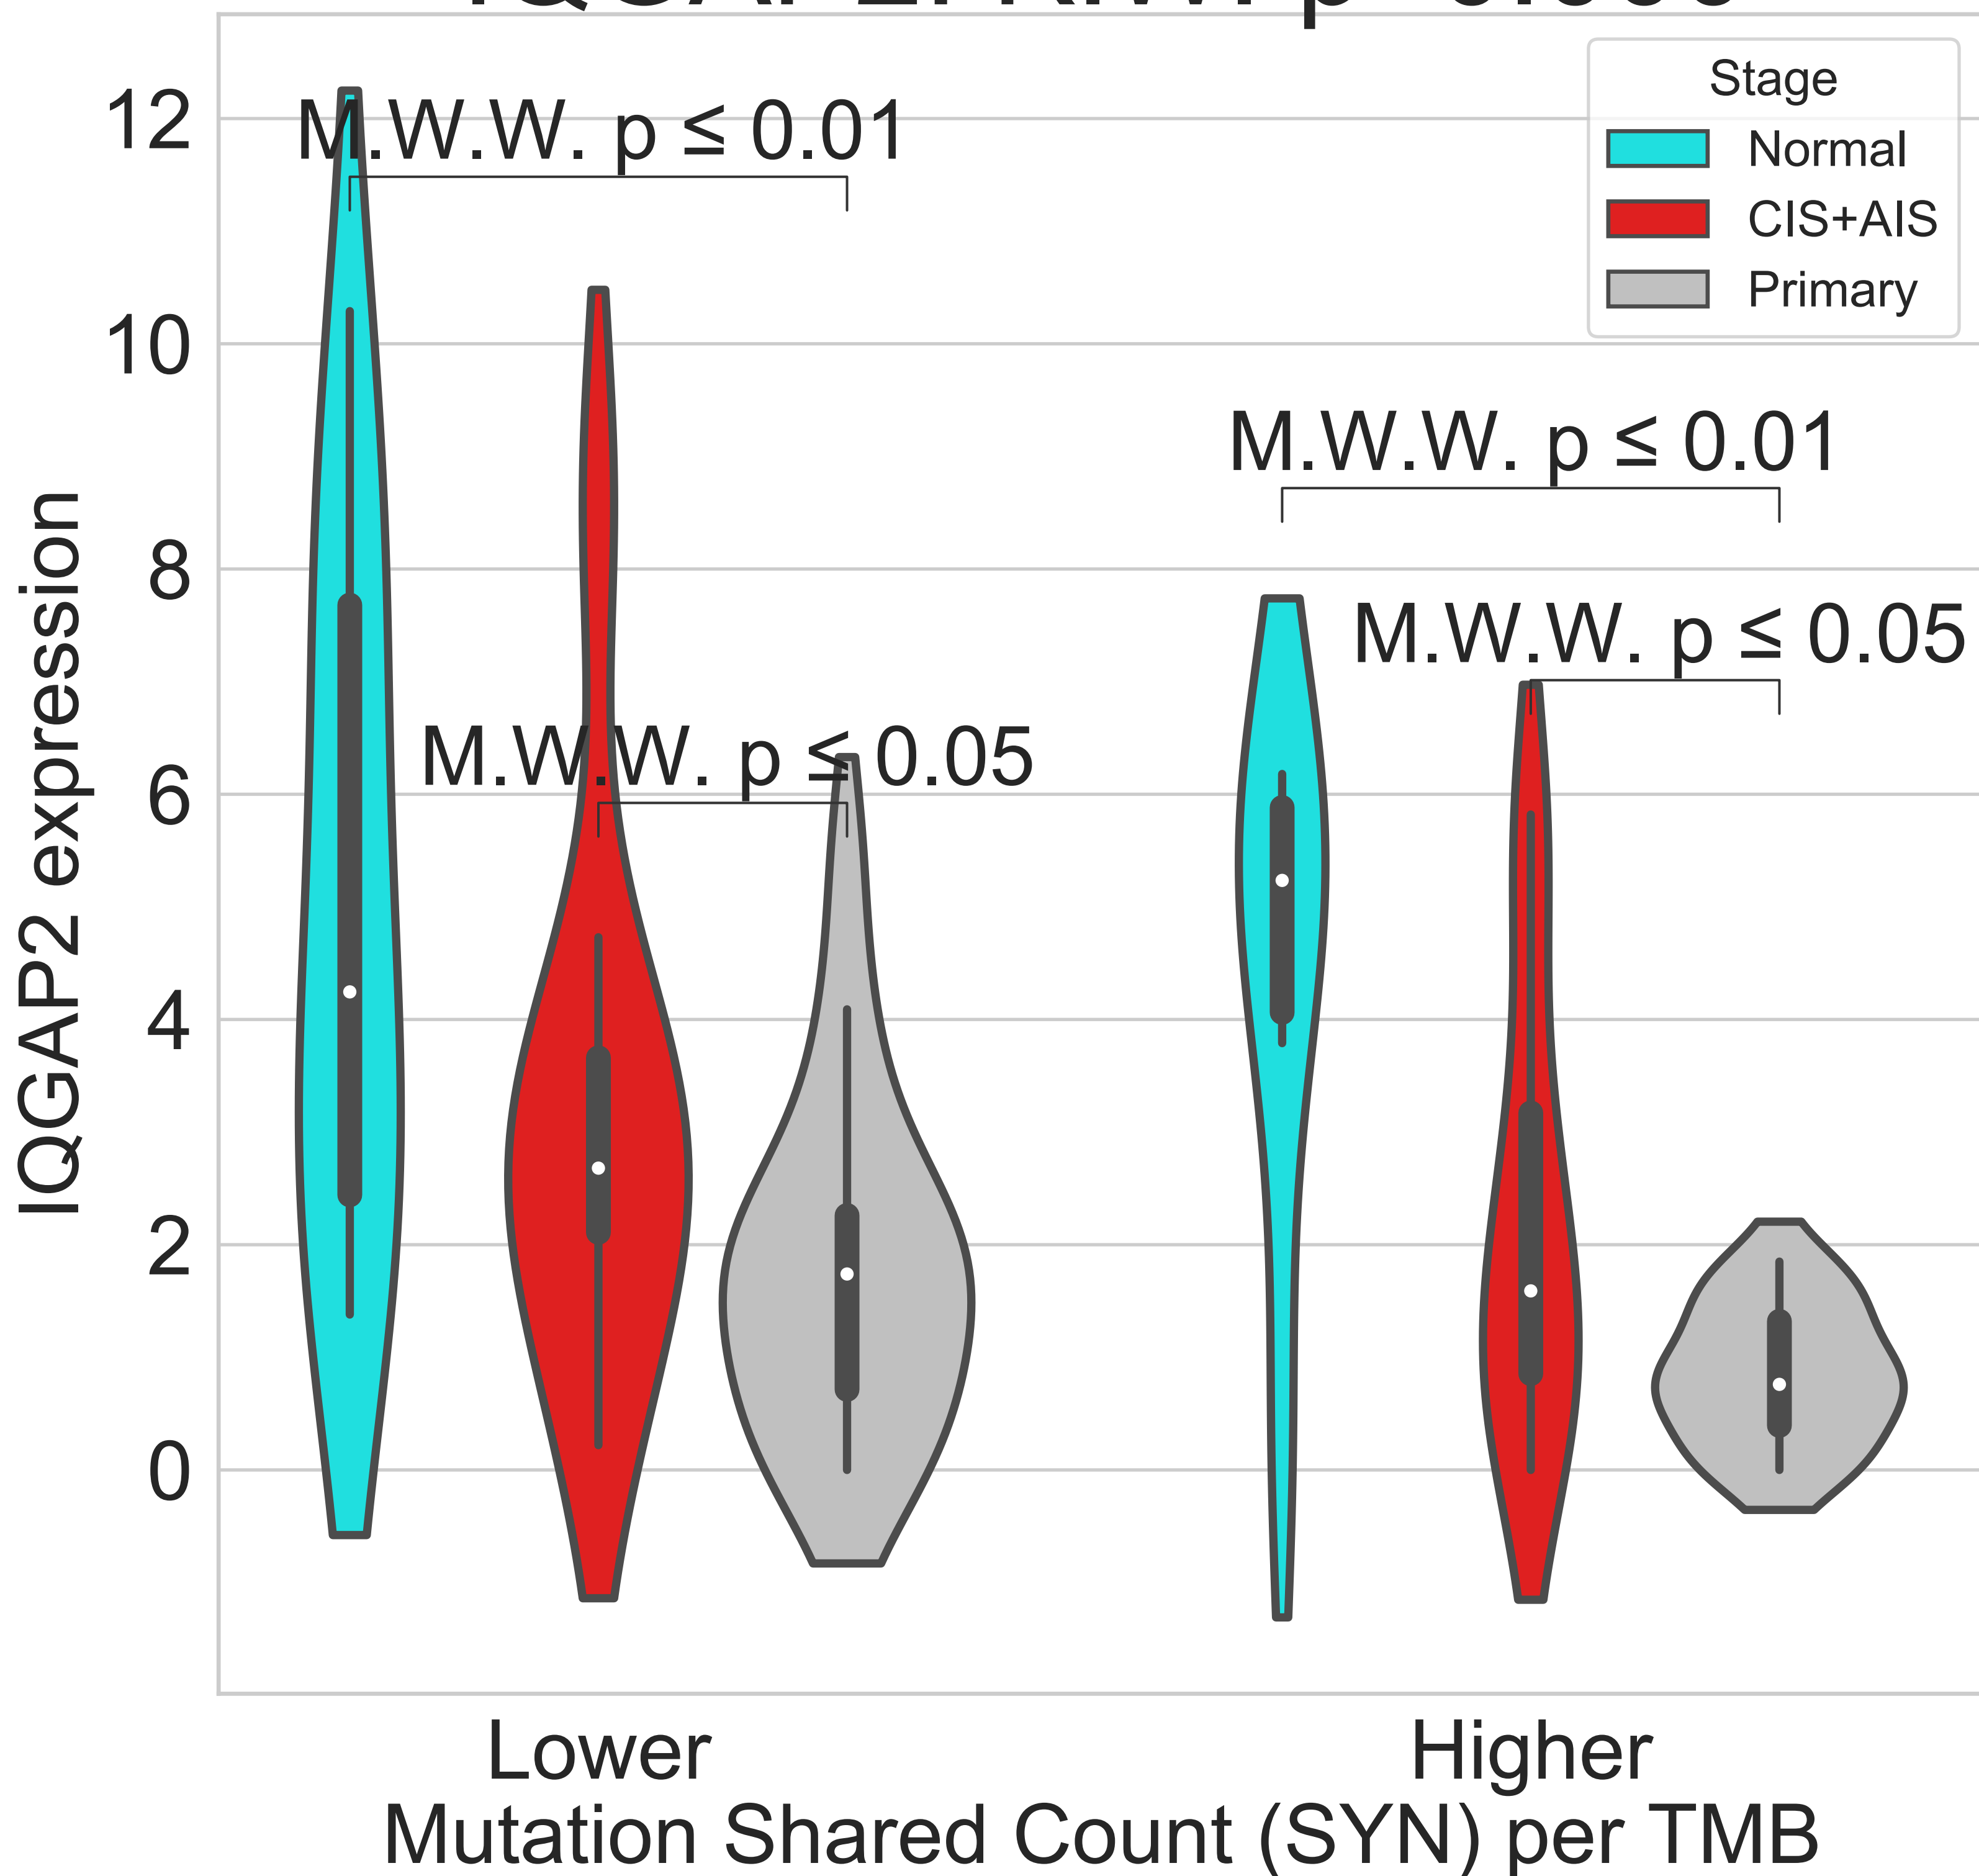 12
10
8
6
4
2
0
IQGAP2 expression
M.W.W. p ≤ 0.01
M.W.W. p ≤ 0.05
M.W.W. p ≤ 0.01
M.W.W. p ≤ 0.05
Stage
Normal
CIS+AIS
Primary
Lower
Higher
Mutation Shared Count (SYN) per TMB